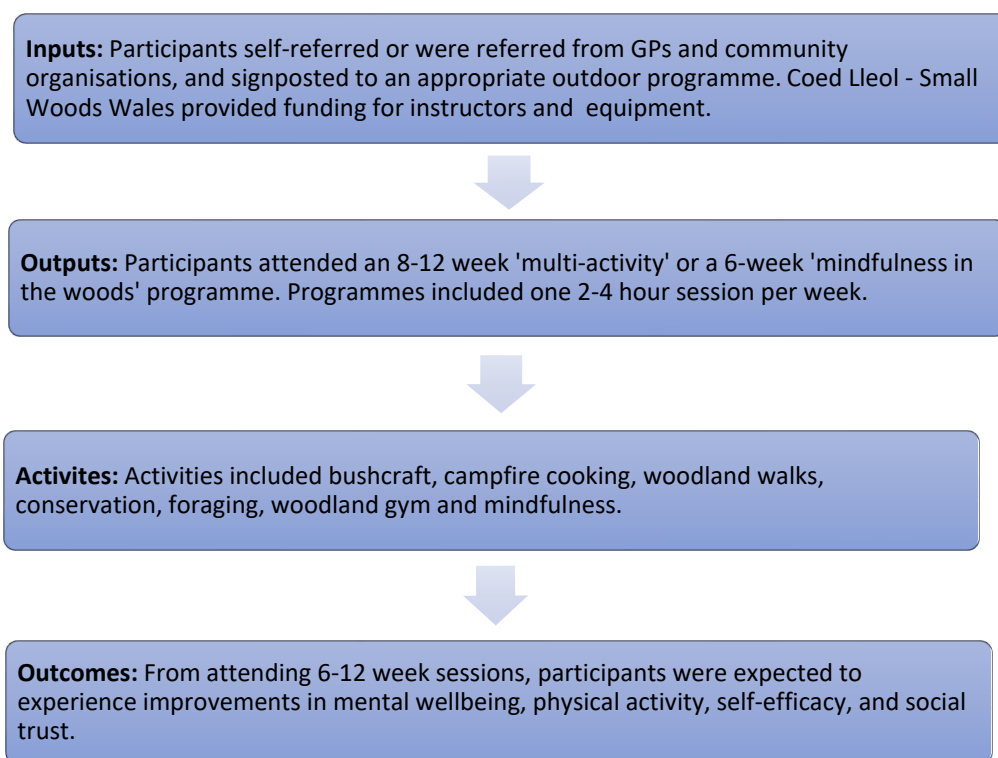 Inputs: Participants self-referred or were referred from GPs and community
organisations, and signposted to an appropriate outdoor programme. Coed Lleol - Small
Woods Wales provided funding for instructors and  equipment.
Outputs: Participants attended an 8-12 week 'multi-activity' or a 6-week 'mindfulness in
the woods' programme. Programmes included one 2-4 hour session per week.
Activites: Activities included bushcraft, campfire cooking, woodland walks,
conservation, foraging, woodland gym and mindfulness.
Outcomes: From attending 6-12 week sessions, participants were expected to
experience improvements in mental wellbeing, physical activity, self-efficacy, and social
trust.